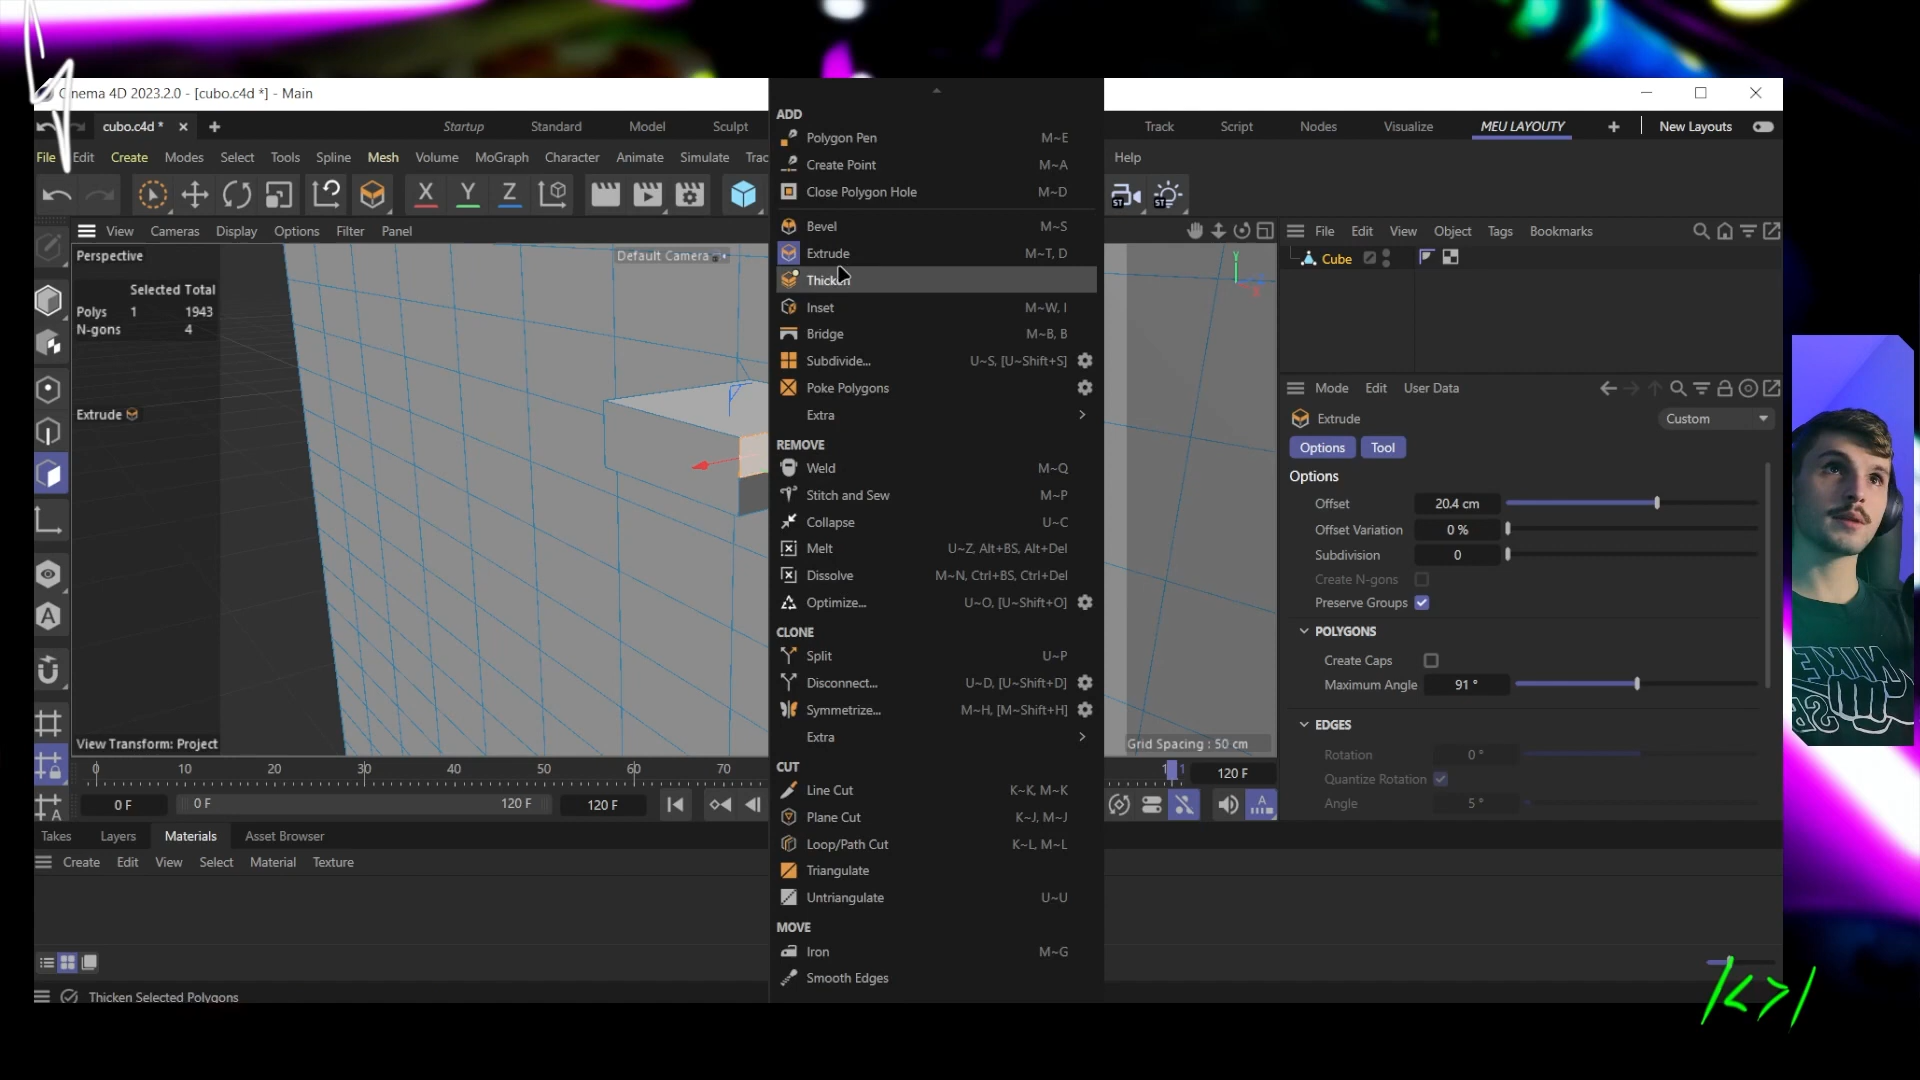 Cinema 4D 2023.2.0 - [cubo.c4d *] - Main
cubo.c4d *
Startup
Standard
Model
Sculpt
Track
Script
Nodes
Visualize
MEU LAYOUTY
New Layouts
File Edit Create Modes Select Tools Spline Mesh Volume MoGraph Character Animate Simulate Trac
Help
X Y Z
ST ST
View Cameras Display Options Filter Panel
Perspective
Default Camera
Selected Total
Polys 1 1943
N-gons 4
Extrude
View Transform: Project
Grid Spacing : 50 cm
Y
ADD
Polygon Pen M~E
Create Point M~A
Close Polygon Hole M~D
Bevel M~S
Extrude M~T, D
Thicken
Inset M~W, I
Bridge M~B, B
Subdivide... U~S, [U~Shift+S]
Poke Polygons
Extra
REMOVE
Weld M~Q
Stitch and Sew M~P
Collapse U~C
Melt U~Z, Alt+BS, Alt+Del
Dissolve M~N, Ctrl+BS, Ctrl+Del
Optimize... U~O, [U~Shift+O]
CLONE
Split U~P
Disconnect... U~D, [U~Shift+D]
Symmetrize... M~H, [M~Shift+H]
Extra
CUT
Line Cut K~K, M~K
Plane Cut K~J, M~J
Loop/Path Cut K~L, M~L
Triangulate
Untriangulate U~U
MOVE
Iron M~G
Smooth Edges
File Edit View Object Tags Bookmarks
Cube
Mode Edit User Data
Extrude
Custom
Options Tool
Options
Offset 20.4 cm
Offset Variation 0 %
Subdivision 0
Create N-gons
Preserve Groups
POLYGONS
Create Caps
Maximum Angle 91 °
EDGES
Rotation 0 °
Quantize Rotation
Angle 5 °
0 10 20 30 40 50 60 70
120 F
0 F
0 F 120 F
120 F
Takes Layers Materials Asset Browser
Create Edit View Select Material Texture
Thicken Selected Polygons